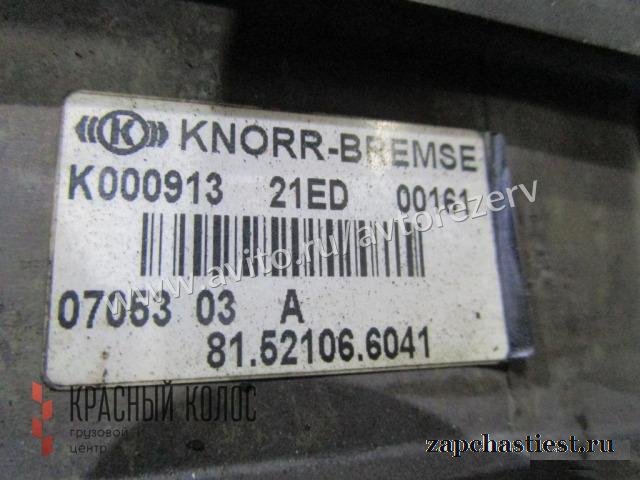 K KNORR-BREMSE
K000913 21ED 00161
www.avito.ru/avtorezerv
07053 03 A
81.52106.6041
КРАСНЫЙ КОЛОС
грузовой
центр
zapchastiest.ru